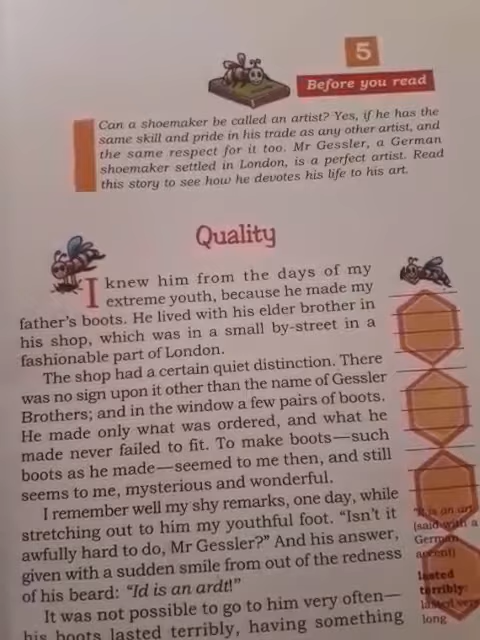 5
Before you read
Can a shoemaker be called an artist? Yes, if he has the
same skill and pride in his trade as any other artist, and
the same respect for it too. Mr Gessler, a German
shoemaker settled in London, is a perfect artist. Read
this story to see how he devotes his life to his art.
Quality
I knew him from the days of my
extreme youth, because he made my
father's boots. He lived with his elder brother in
his shop, which was in a small by-street in a
fashionable part of London.
The shop had a certain quiet distinction. There
was no sign upon it other than the name of Gessler
Brothers; and in the window a few pairs of boots.
He made only what was ordered, and what he
made never failed to fit. To make boots—such
boots as he made—seemed to me then, and still
seems to me, mysterious and wonderful.
I remember well my shy remarks, one day, while
stretching out to him my youthful foot. “Isn't it
awfully hard to do, Mr Gessler?” And his answer,
given with a sudden smile from out of the redness
of his beard: “Id is an ardt!”
It was not possible to go to him very often—
his boots lasted terribly, having something
“It is an art
(said with a
German
accent)
lasted
terribly:
lasted very
long